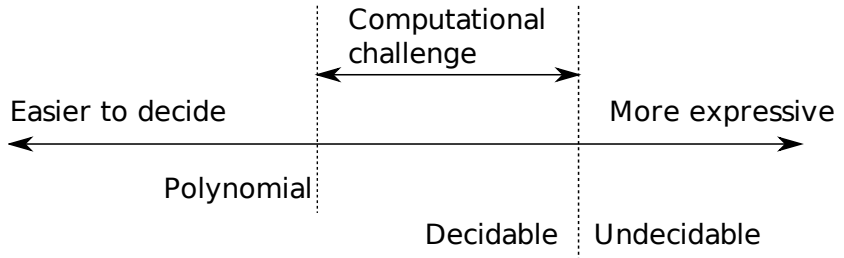 Computational
challenge
Easier to decide
More expressive
Polynomial
Decidable
Undecidable